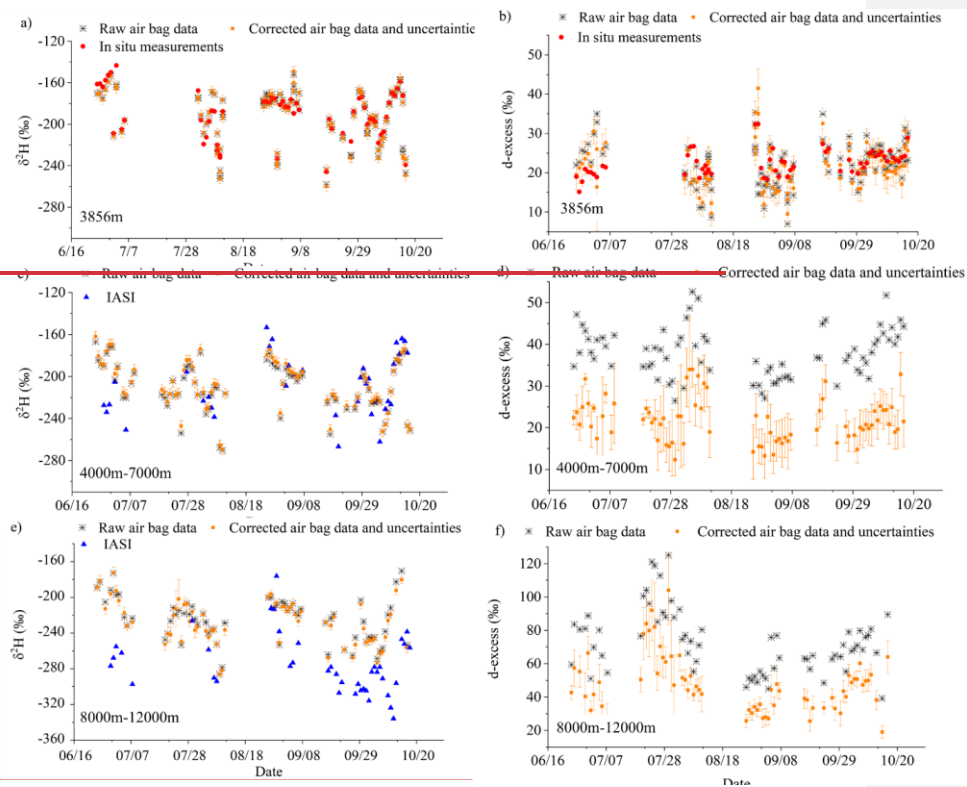 a)
Raw air bag data
Corrected air bag data and uncertainties
In situ measurements
-120
-160
-200
-240
-280
δ²H (‰)
3856m
6/16 7/7 7/28 8/18 9/8 9/29 10/20
b)
Raw air bag data
Corrected air bag data and uncertainties
In situ measurements
50
40
30
20
10
d-excess (‰)
3856m
06/16 07/07 07/28 08/18 09/08 09/29 10/20
c)
Raw air bag data
Corrected air bag data and uncertainties
IASI
-120
-160
-200
-240
-280
δ²H (‰)
4000m-7000m
06/16 07/07 07/28 08/18 09/08 09/29 10/20
d)
Raw air bag data
Corrected air bag data and uncertainties
50
40
30
20
10
d-excess (‰)
4000m-7000m
06/16 07/07 07/28 08/18 09/08 09/29 10/20
e)
Raw air bag data
Corrected air bag data and uncertainties
IASI
-160
-200
-240
-280
-320
-360
δ²H (‰)
8000m-12000m
06/16 07/07 07/28 08/18 09/08 09/29 10/20
Date
f)
Raw air bag data
Corrected air bag data and uncertainties
120
100
80
60
40
20
d-excess (‰)
8000m-12000m
06/16 07/07 07/28 08/18 09/08 09/29 10/20
Date